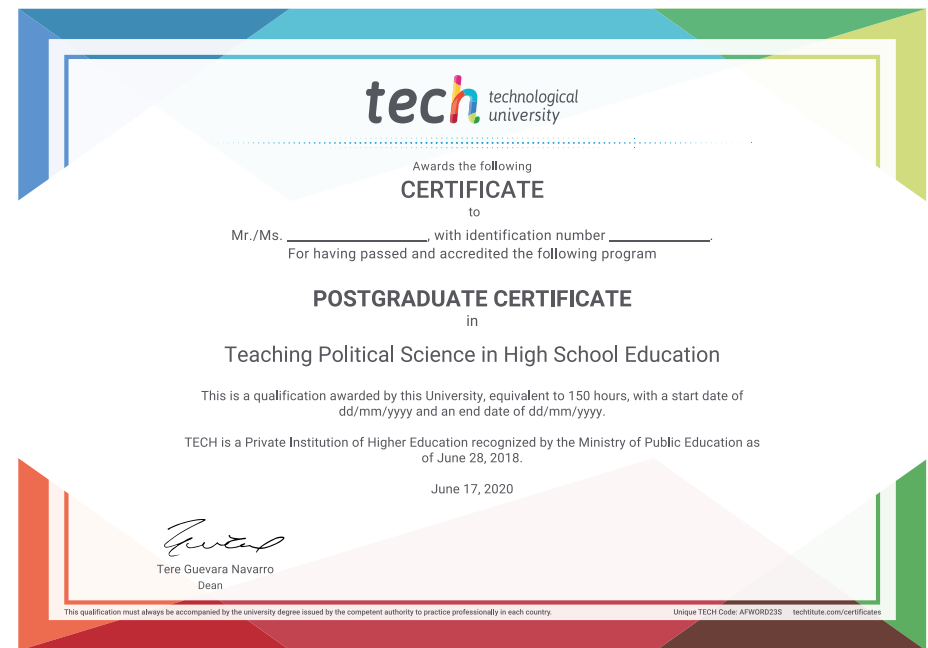 tech technological
university
Awards the following
CERTIFICATE
to
Mr./Ms. ____________________, with identification number ______________.
For having passed and accredited the following program
POSTGRADUATE CERTIFICATE
in
Teaching Political Science in High School Education
This is a qualification awarded by this University, equivalent to 150 hours, with a start date of
dd/mm/yyyy and an end date of dd/mm/yyyy.
TECH is a Private Institution of Higher Education recognized by the Ministry of Public Education as
of June 28, 2018.
June 17, 2020
Tere Guevara Navarro
Dean
This qualification must always be accompanied by the university degree issued by the competent authority to practice professionally in each country. Unique TECH Code: AFWORD23S techtitute.com/certificates